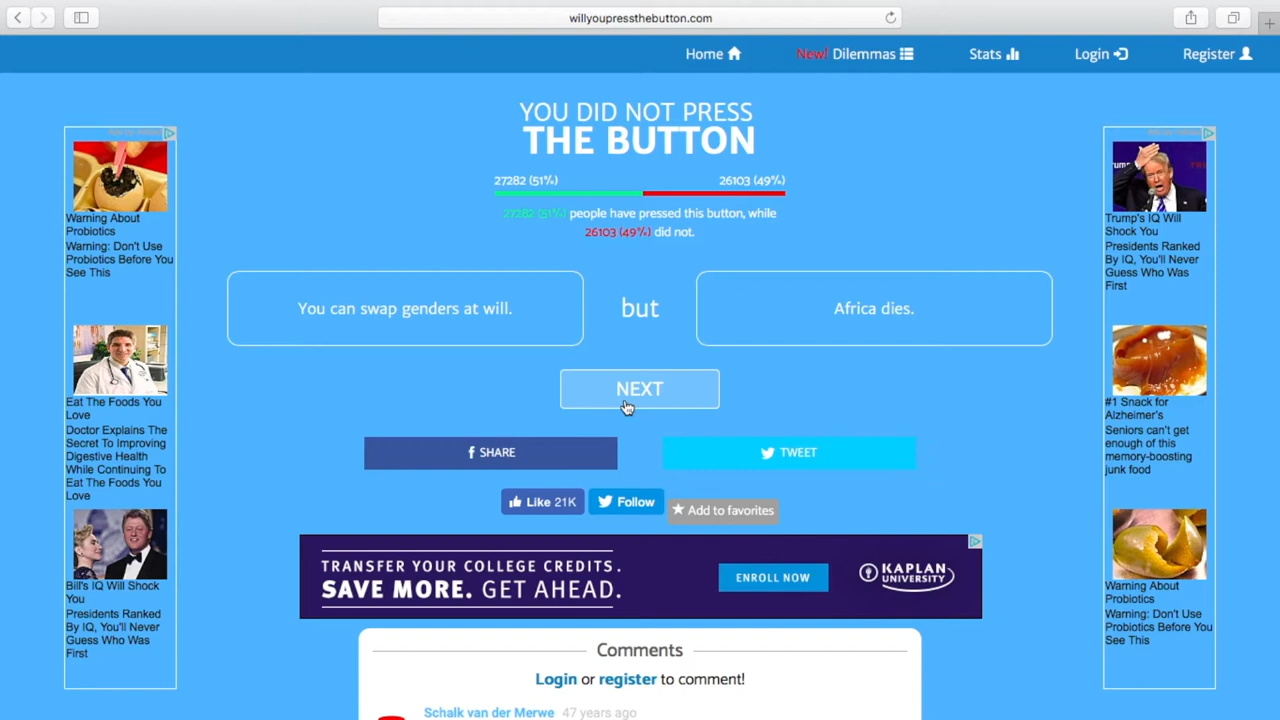 willyoupressthebutton.com
Home
New! Dilemmas
Stats
Login
Register
YOU DID NOT PRESS
THE BUTTON
27282 (51%)
26103 (49%)
27282 (51%) people have pressed this button, while
26103 (49%) did not.
You can swap genders at will.
but
Africa dies.
NEXT
SHARE
TWEET
Like 21K
Follow
Add to favorites
Warning About
Probiotics
Warning: Don't Use
Probiotics Before You
See This
Eat The Foods You
Love
Doctor Explains The
Secret To Improving
Digestive Health
While Continuing To
Eat The Foods You
Love
Bill's IQ Will Shock
You
Presidents Ranked
By IQ, You'll Never
Guess Who Was
First
Trump's IQ Will
Shock You
Presidents Ranked
By IQ, You'll Never
Guess Who Was
First
#1 Snack for
Alzheimer's
Seniors can't get
enough of this
memory-boosting
junk food
Warning About
Probiotics
Warning: Don't Use
Probiotics Before You
See This
TRANSFER YOUR COLLEGE CREDITS.
SAVE MORE. GET AHEAD.
ENROLL NOW
KAPLAN
UNIVERSITY
Comments
Login or register to comment!
Schalk van der Merwe 47 years ago